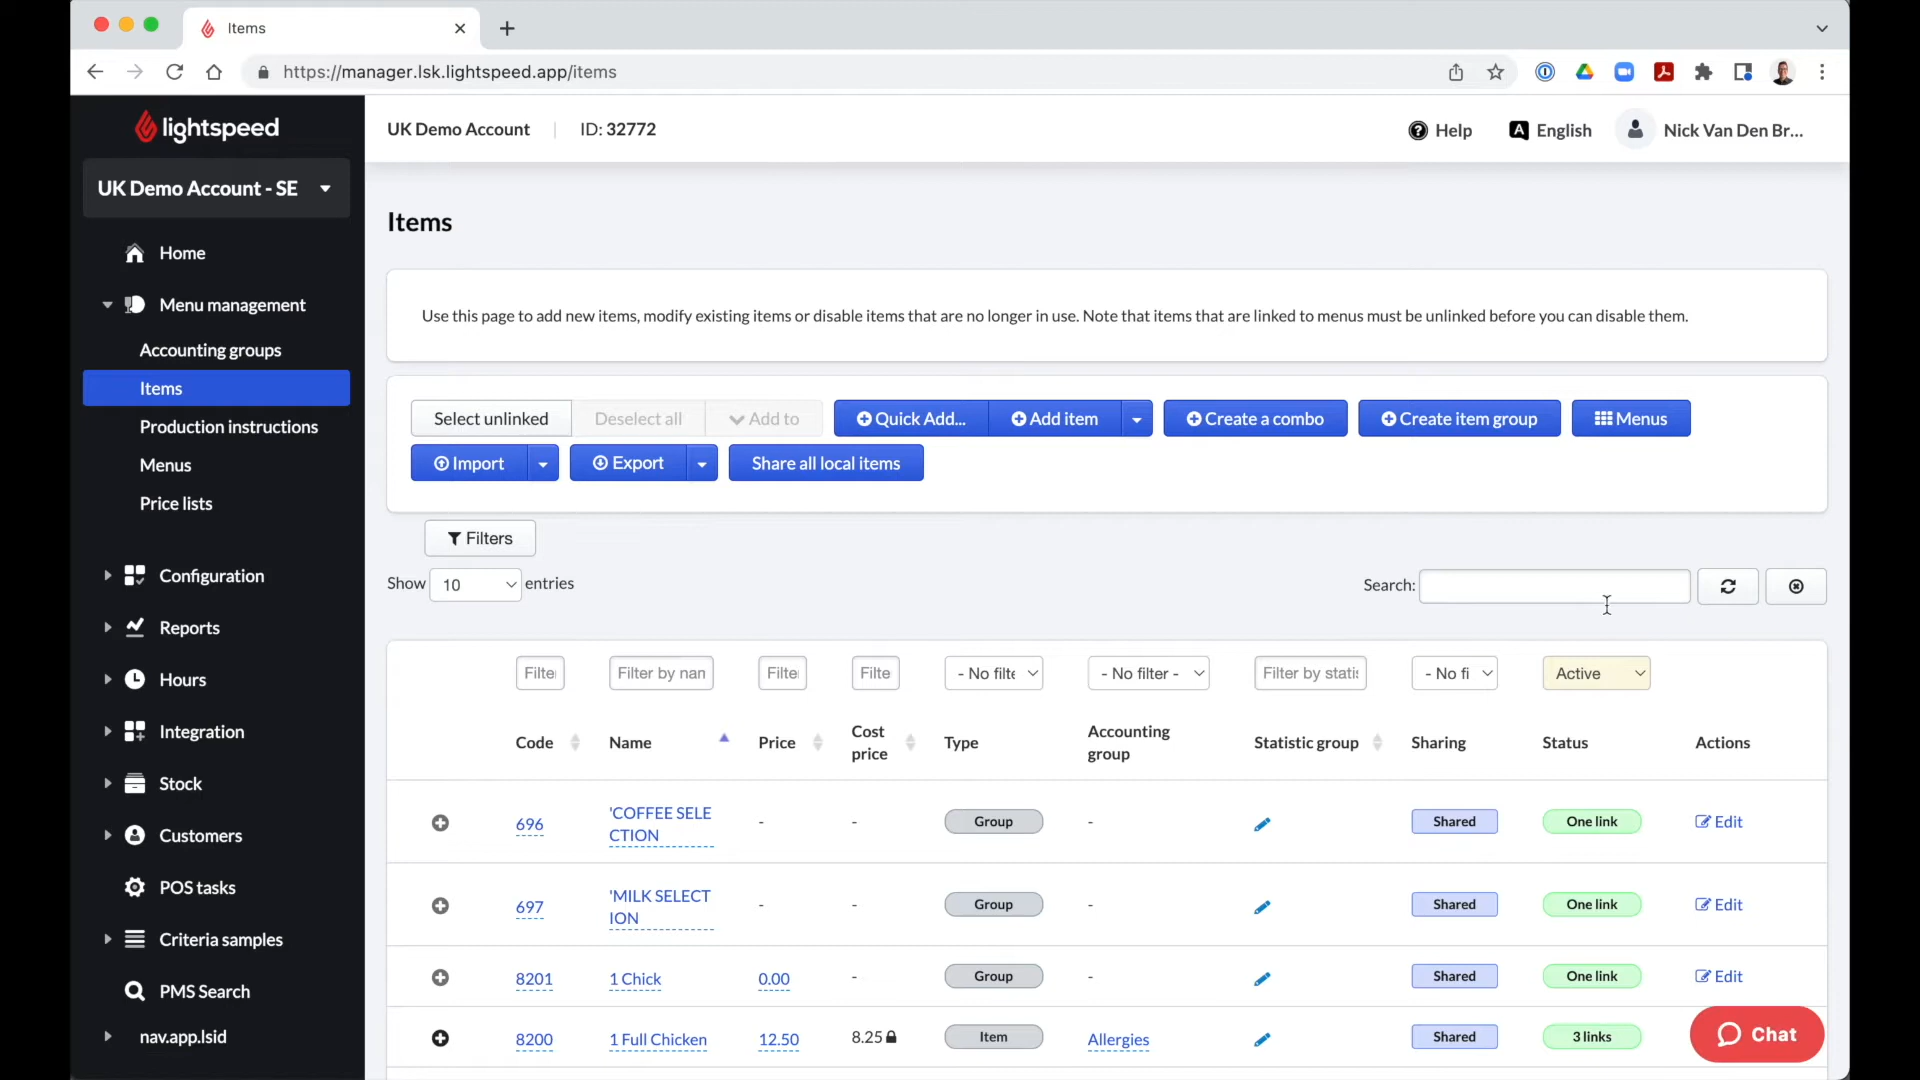 Items
https://manager.lsk.lightspeed.app/items
lightspeed
UK Demo Account - SE
Home
Menu management
Accounting groups
Items
Production instructions
Menus
Price lists
Configuration
Reports
Hours
Integration
Stock
Customers
POS tasks
Criteria samples
PMS Search
nav.app.lsid
UK Demo Account ID: 32772
Help English Nick Van Den Br...
Items
Use this page to add new items, modify existing items or disable items that are no longer in use. Note that items that are linked to menus must be unlinked before you can disable them.
Select unlinked Deselect all Add to Quick Add... Add item Create a combo Create item group Menus
Import Export Share all local items
Filters
Show 10 entries Search:
Filte Filter by nam Filte Filte - No filte - No filter - Filter by statis - No fi Active
Code Name Price Cost price Type Accounting group Statistic group Sharing Status Actions
696 'COFFEE SELE - - Group - Shared One link Edit
CTION
697 'MILK SELECT - - Group - Shared One link Edit
ION
8201 1 Chick 0.00 - Group - Shared One link Edit
8200 1 Full Chicken 12.50 8.25 Item Allergies Shared 3 links
Chat